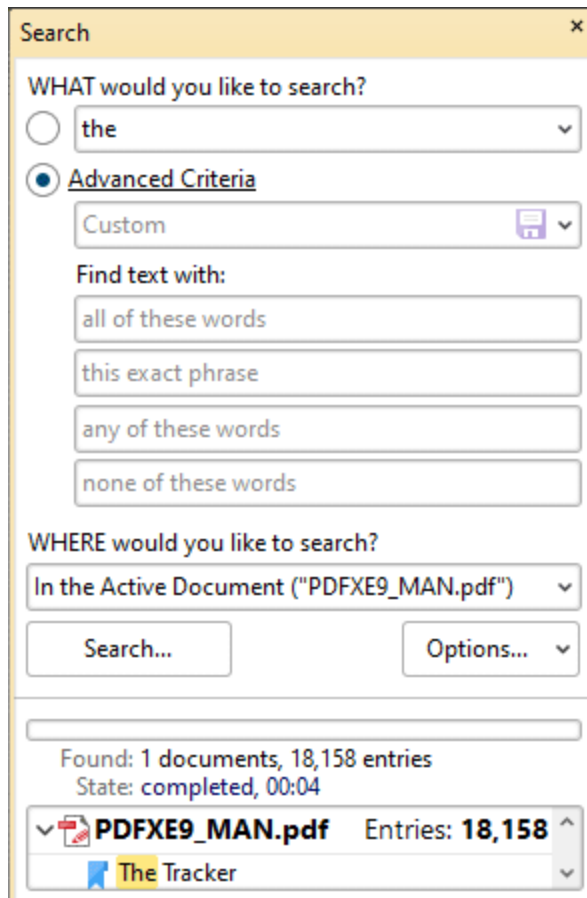 Search
WHAT would you like to search?
the
Advanced Criteria
Custom
Find text with:
all of these words
this exact phrase
any of these words
none of these words
WHERE would you like to search?
In the Active Document ("PDFXE9_MAN.pdf")
Search... Options...
Found: 1 documents, 18,158 entries
State: completed, 00:04
PDFXE9_MAN.pdf Entries: 18,158
The Tracker